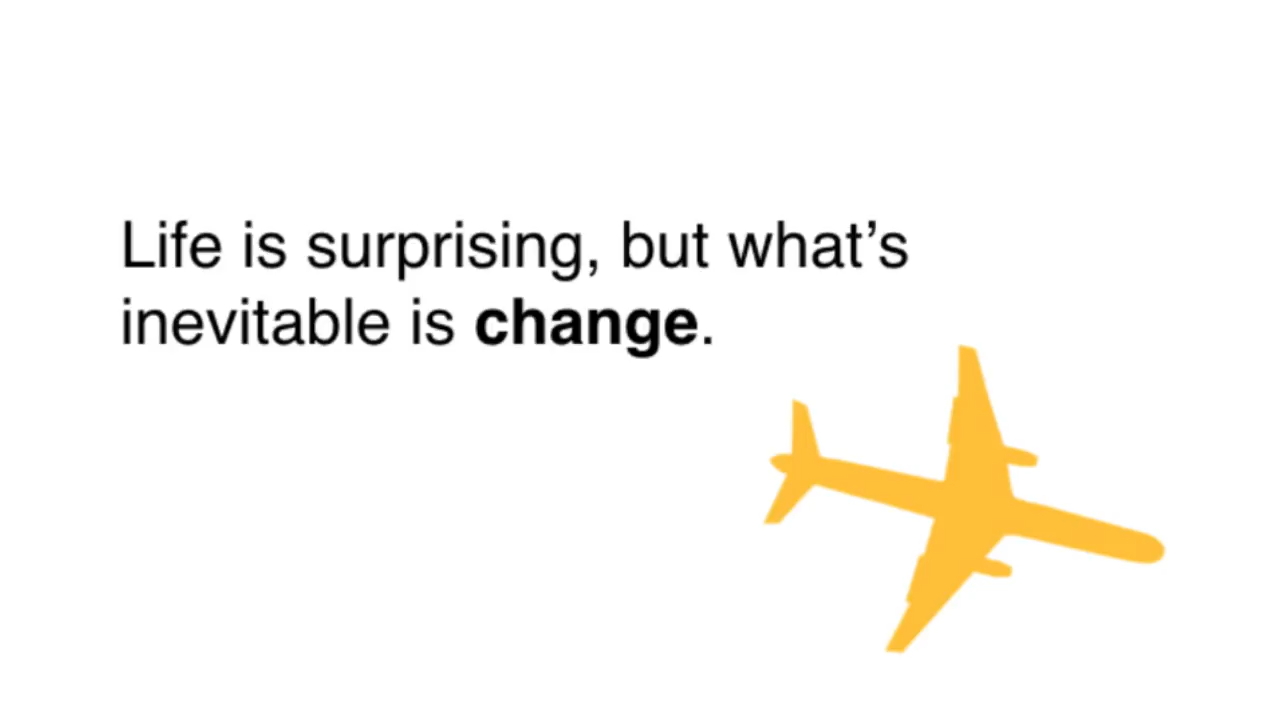 Life is surprising, but what’s
inevitable is change.